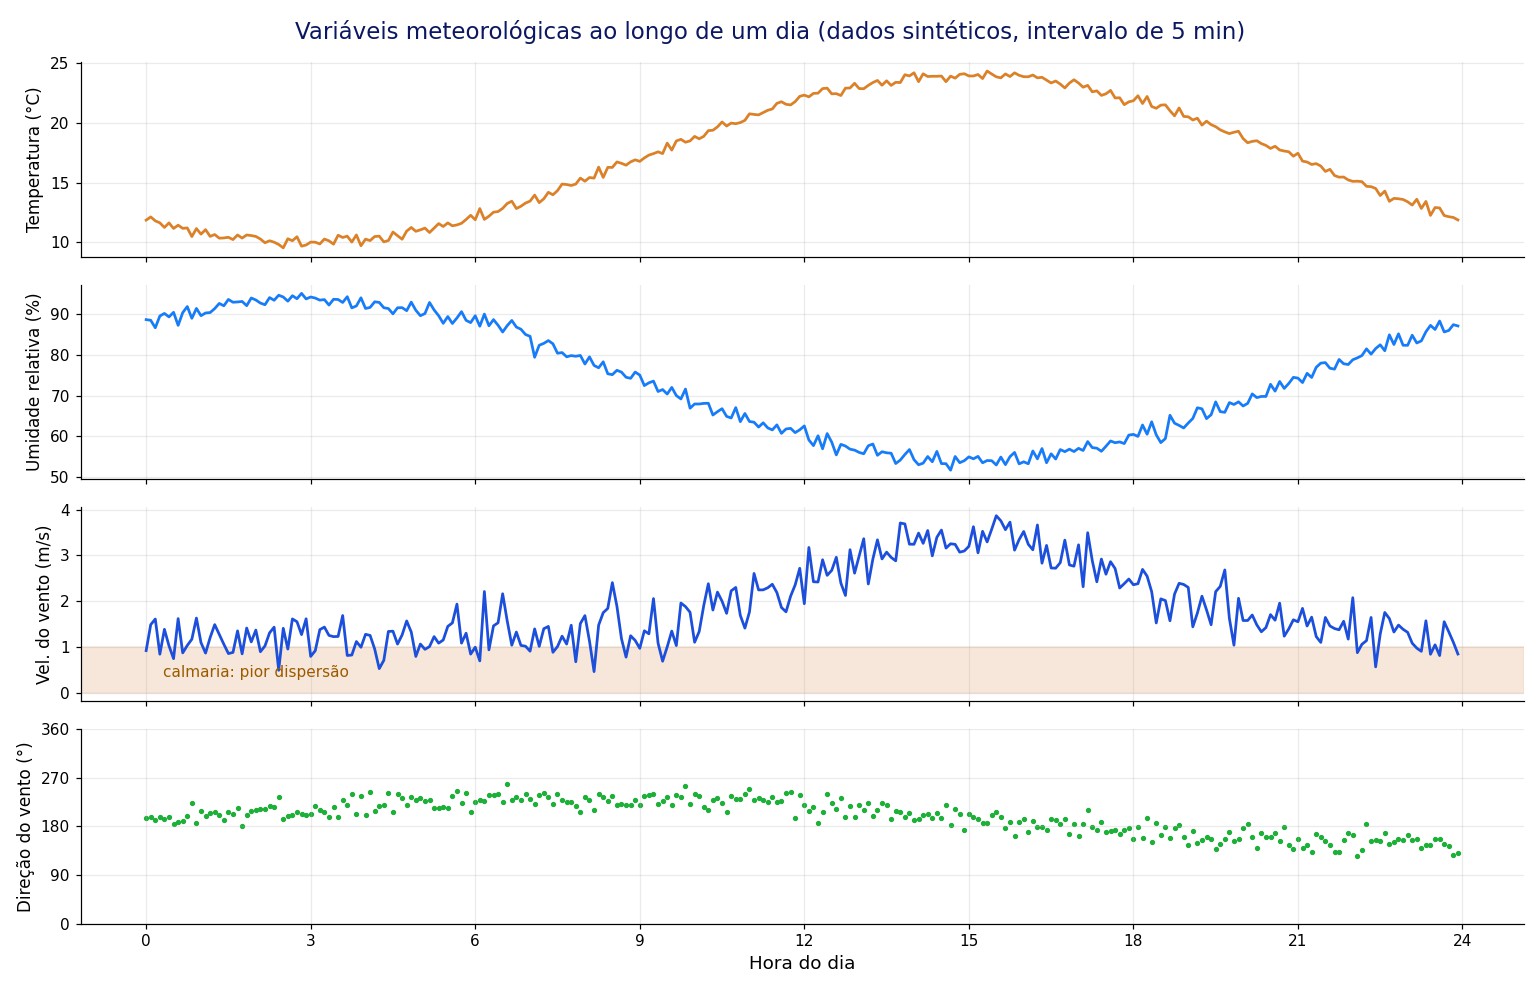 Variáveis meteorológicas ao longo de um dia (dados sintéticos, intervalo de 5 min)
Temperatura (°C)
25
20
15
10
Umidade relativa (%)
90
80
70
60
50
Vel. do vento (m/s)
4
3
2
1
0
calmaria: pior dispersão
Direção do vento (°)
360
270
180
90
0
0 3 6 9 12 15 18 21 24
Hora do dia